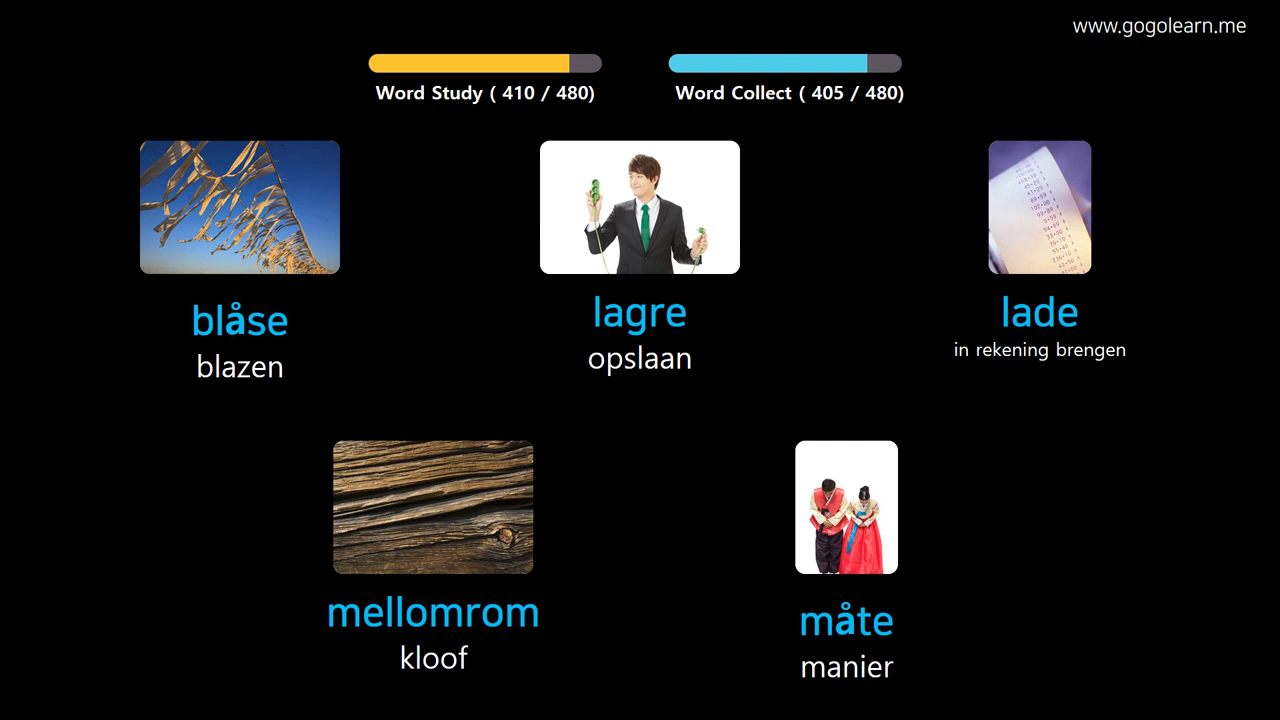 www.gogolearn.me
Word Study ( 410 / 480)
Word Collect ( 405 / 480)
blåse
blazen
lagre
opslaan
lade
in rekening brengen
mellomrom
kloof
måte
manier